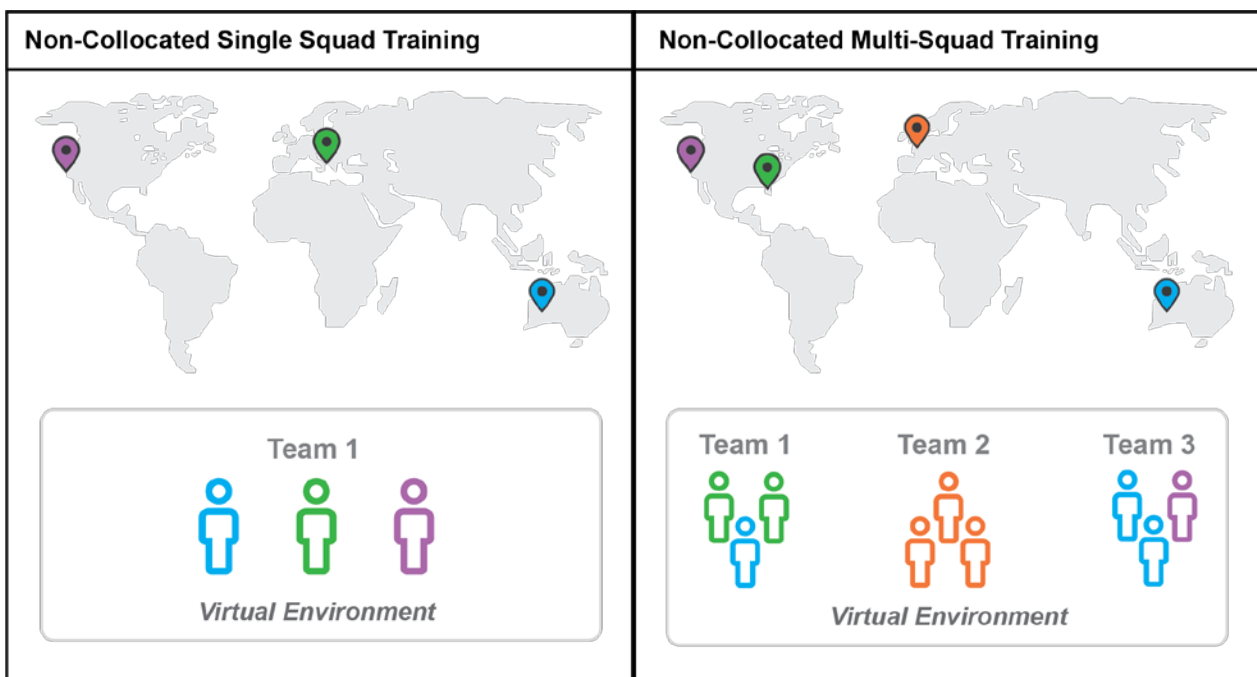 Non-Collocated Single Squad Training
Non-Collocated Multi-Squad Training
Team 1
Virtual Environment
Team 1
Team 2
Team 3
Virtual Environment